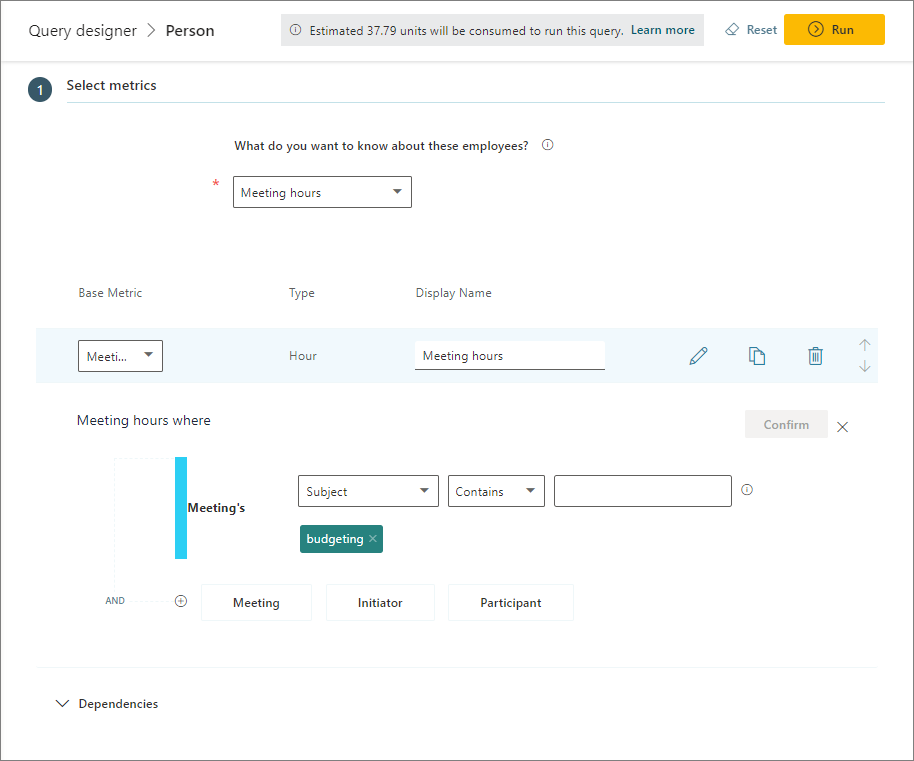 Query designer > Person
Estimated 37.79 units will be consumed to run this query. Learn more
Reset
Run
1
Select metrics
What do you want to know about these employees?
*
Meeting hours
Base Metric
Type
Display Name
Meeti...
Hour
Meeting hours
Meeting hours where
Confirm
Meeting's
Subject
Contains
budgeting
AND
Meeting
Initiator
Participant
Dependencies